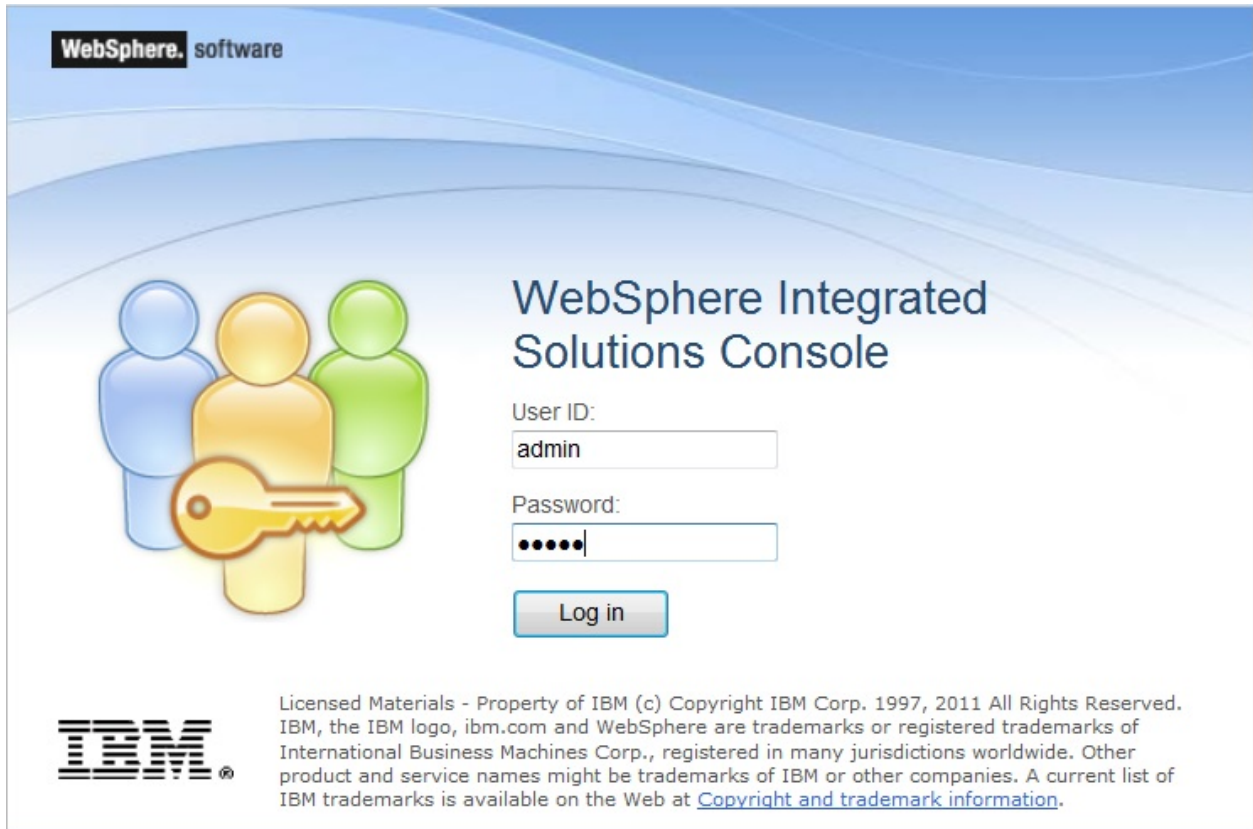 WebSphere. software
WebSphere Integrated
Solutions Console
User ID:
admin
Password:
•••••
Log in
IBM®
Licensed Materials - Property of IBM (c) Copyright IBM Corp. 1997, 2011 All Rights Reserved.
IBM, the IBM logo, ibm.com and WebSphere are trademarks or registered trademarks of
International Business Machines Corp., registered in many jurisdictions worldwide. Other
product and service names might be trademarks of IBM or other companies. A current list of
IBM trademarks is available on the Web at Copyright and trademark information.